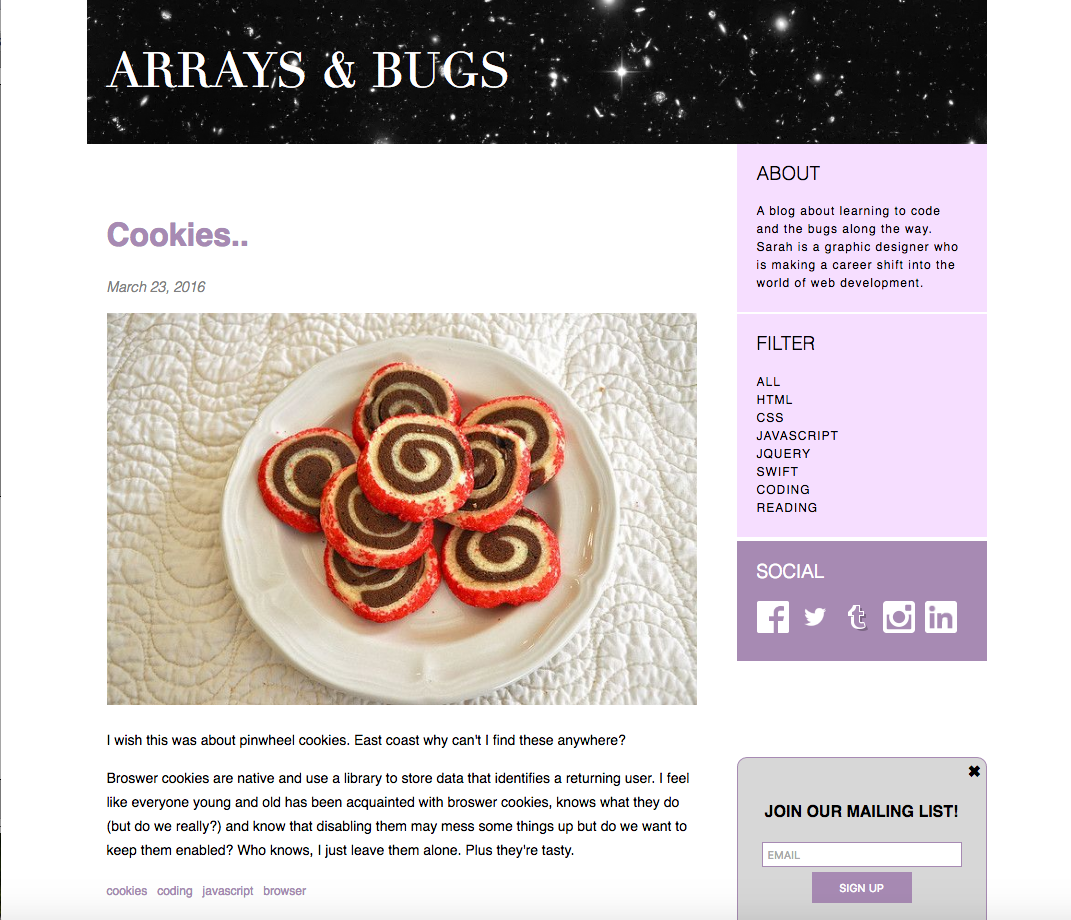 ARRAYS & BUGS
Cookies..
March 23, 2016
I wish this was about pinwheel cookies. East coast why can't I find these anywhere?
Broswer cookies are native and use a library to store data that identifies a returning user. I feel
like everyone young and old has been acquainted with broswer cookies, knows what they do
(but do we really?) and know that disabling them may mess some things up but do we want to
keep them enabled? Who knows, I just leave them alone. Plus they're tasty.
cookies coding javascript browser
ABOUT
A blog about learning to code
and the bugs along the way.
Sarah is a graphic designer who
is making a career shift into the
world of web development.
FILTER
ALL
HTML
CSS
JAVASCRIPT
JQUERY
SWIFT
CODING
READING
SOCIAL
JOIN OUR MAILING LIST!
EMAIL
SIGN UP